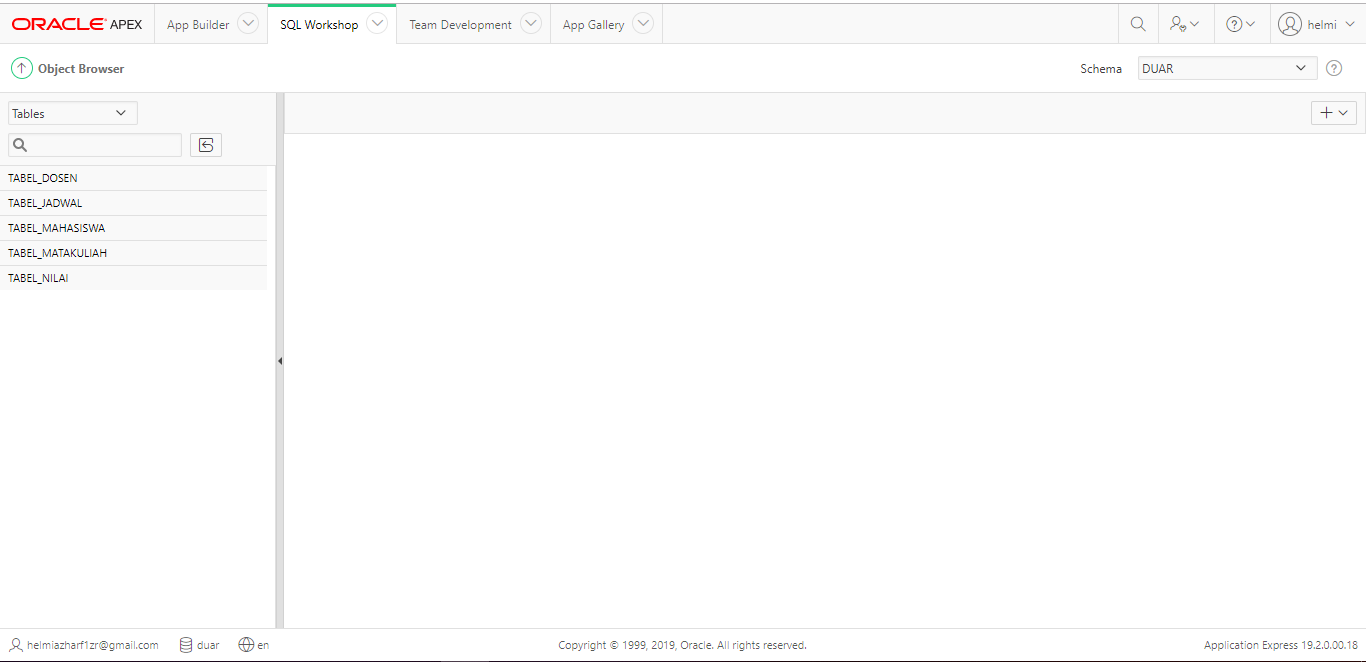 ORACLE® APEX App Builder SQL Workshop Team Development App Gallery helmi
Object Browser Schema DUAR
Tables
TABEL_DOSEN
TABEL_JADWAL
TABEL_MAHASISWA
TABEL_MATAKULIAH
TABEL_NILAI
helmiazharf1zr@gmail.com duar en Copyright © 1999, 2019, Oracle. All rights reserved. Application Express 19.2.0.00.18